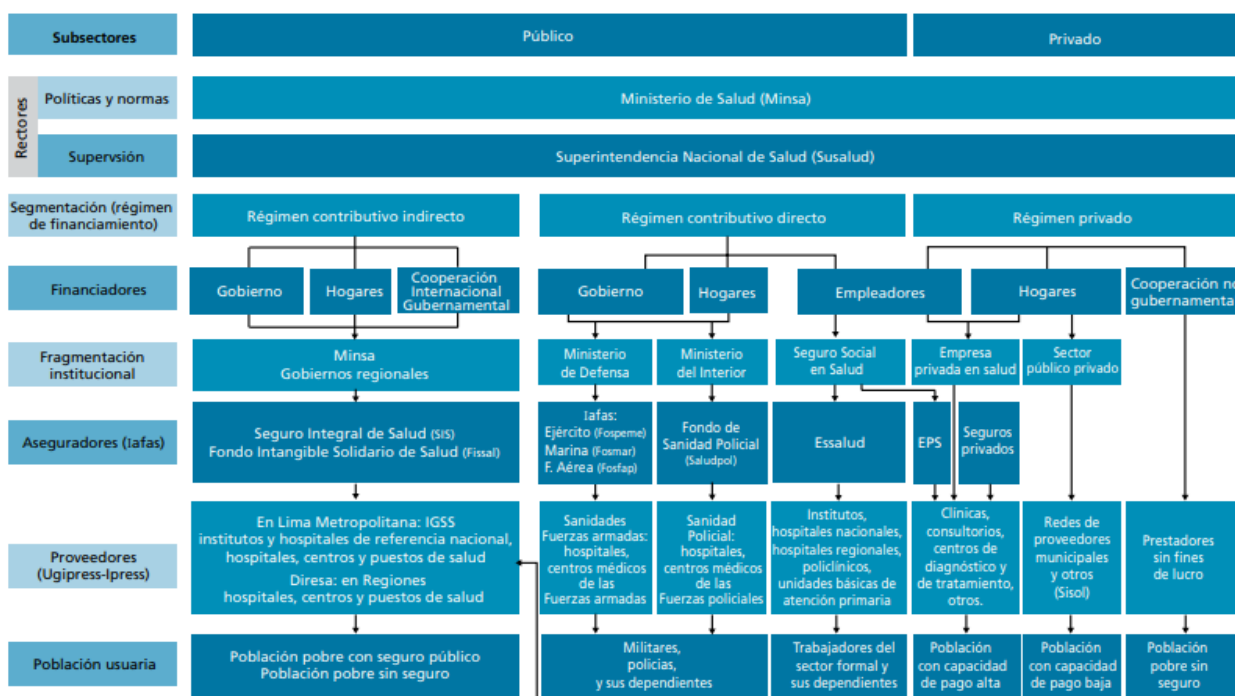 Subsectores
Público
Privado
Rectores
Políticas y normas
Ministerio de Salud (Minsa)
Supervsión
Superintendencia Nacional de Salud (Susalud)
Segmentación (régimen
de financiamiento)
Régimen contributivo indirecto
Régimen contributivo directo
Régimen privado
Financiadores
Gobierno
Hogares
Cooperación
Internacional
Gubernamental
Gobierno
Hogares
Empleadores
Hogares
Cooperación no
gubernamental
Fragmentación
institucional
Minsa
Gobiernos regionales
Ministerio
de Defensa
Ministerio
del Interior
Seguro Social
en Salud
Empresa
privada en salud
Sector
público privado
Aseguradores (Iafas)
Seguro Integral de Salud (SIS)
Fondo Intangible Solidario de Salud (Fissal)
Iafas:
Ejército (Fospeme)
Marina (Fosmar)
F. Aérea (Fosfap)
Fondo de
Sanidad Policial
(Saludpol)
Essalud
EPS
Seguros
privados
Proveedores
(Ugipress-Ipress)
En Lima Metropolitana: IGSS
institutos y hospitales de referencia nacional,
hospitales, centros y puestos de salud
Diresa: en Regiones
hospitales, centros y puestos de salud
Sanidades
Fuerzas armadas:
hospitales,
centros médicos
de las
Fuerzas armadas
Sanidad
Policial:
hospitales,
centros médicos
de las
Fuerzas policiales
Institutos,
hospitales nacionales,
hospitales regionales,
policlínicos,
unidades básicas de
atención primaria
Clínicas,
consultorios,
centros de
diagnóstico y
de tratamiento,
otros.
Redes de
proveedores
municipales
y otros
(Sisol)
Prestadores
sin fines
de lucro
Población usuaria
Población pobre con seguro público
Población pobre sin seguro
Militares,
policias,
y sus dependientes
Trabajadores del
sector formal y
sus dependientes
Población
con capacidad
de pago alta
Población
con capacidad
de pago baja
Población
pobre sin
seguro